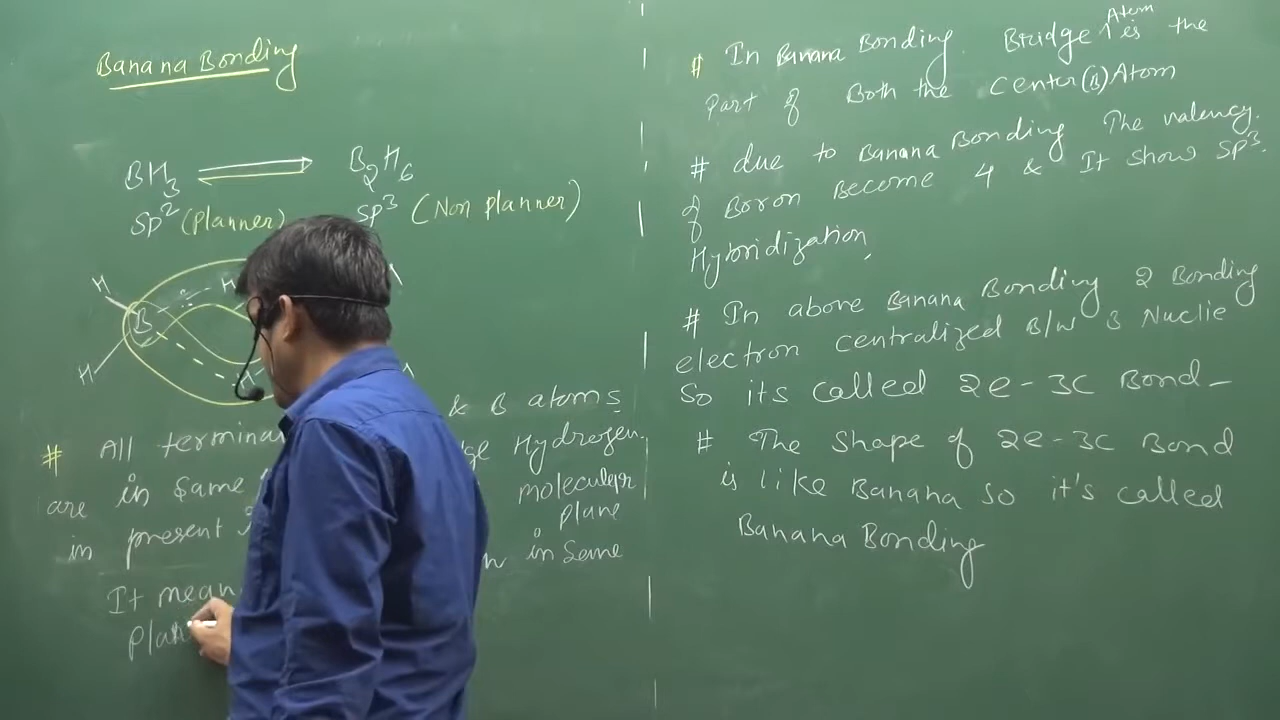 Banana Bonding
BH3 ⇌ B2H6
SP2 (Planner) SP3 (Non planner)
H H
B
H H
# All termina & B atoms
are in same ge Hydrogen.
in present molecular
plane
It mean n in Same
Plan
# In Banana Bonding Bridge Atom is the
Part of Both the Center (B) Atom
# due to Banana Bonding The valency.
of Boron Become 4 & It Show SP3.
Hybridization,
# In above Banana Bonding 2 Bonding
electron centralized B/W 3 Nuclie
So its called 2e-3c Bond-
# The Shape of 2e-3c Bond
is like Banana So it's called
Banana Bonding